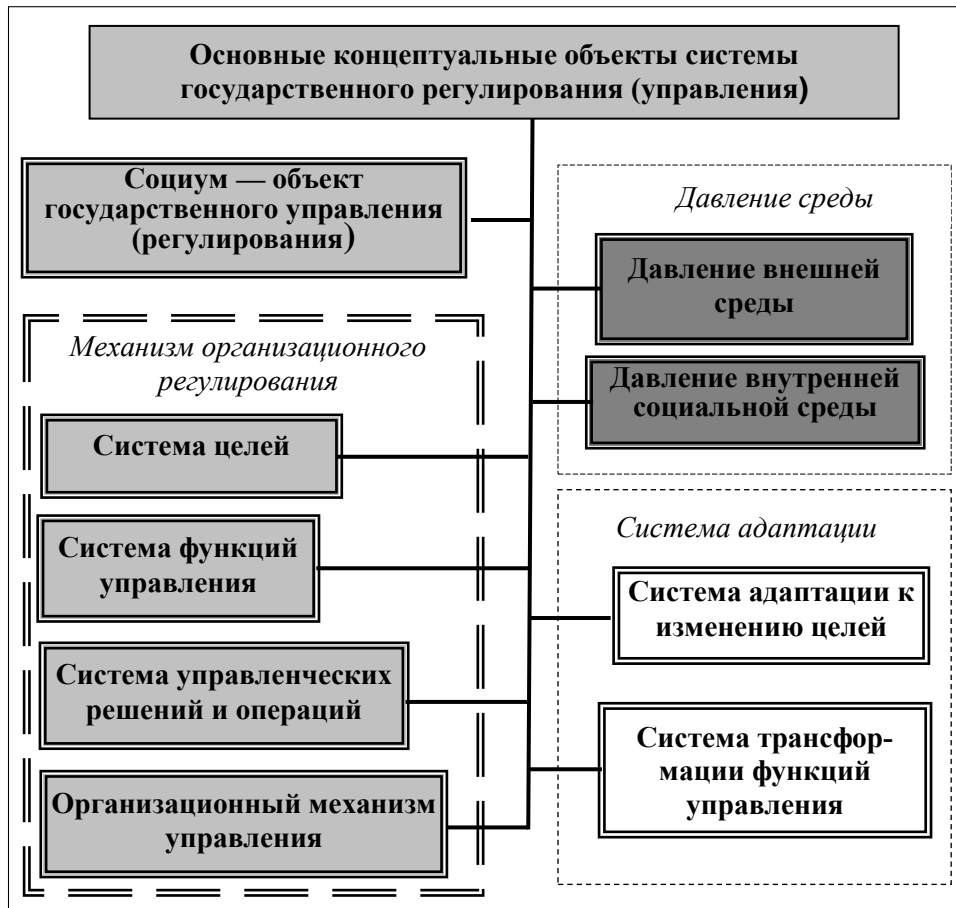 Основные концептуальные объекты системы
государственного регулирования (управления)
Социум — объект
государственного управления
(регулирования)
Давление среды
Давление внешней
среды
Давление внутренней
социальной среды
Механизм организационного
регулирования
Система целей
Система функций
управления
Система управленческих
решений и операций
Организационный механизм
управления
Система адаптации
Система адаптации к
изменению целей
Система трансфор-
мации функций
управления